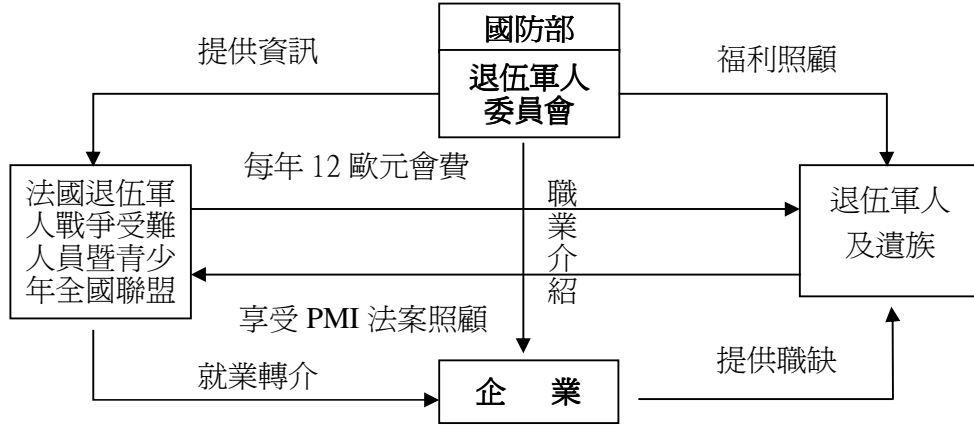 國防部
提供資訊
福利照顧
退伍軍人
委員會
每年 12 歐元會費
法國退伍軍
人戰爭受難
人員暨青少
年全國聯盟
職業介紹
退伍軍人
及遺族
享受 PMI 法案照顧
就業轉介
企 業
提供職缺